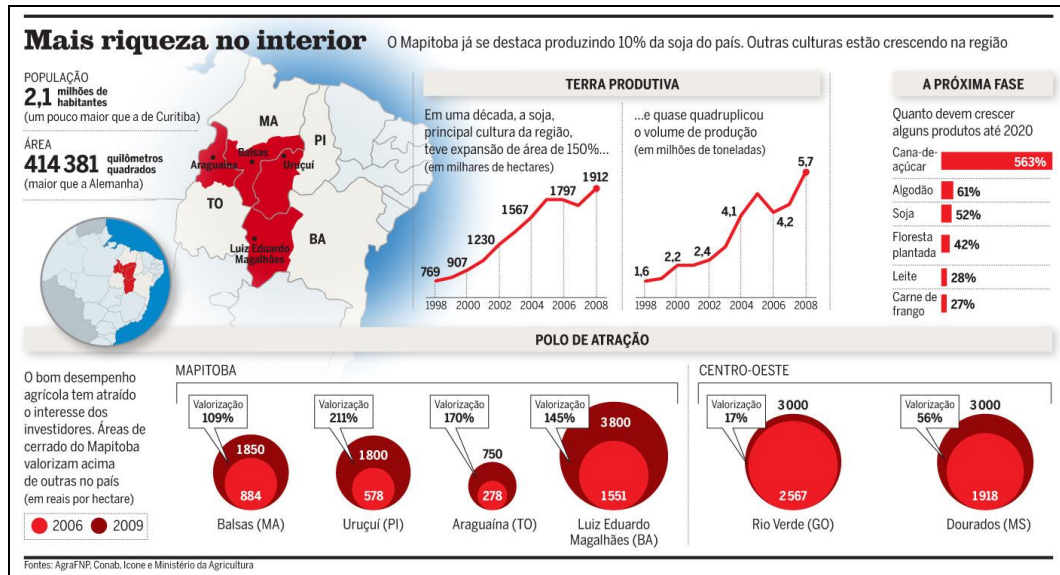 Mais riqueza no interior
O Mapitoba já se destaca produzindo 10% da soja do país. Outras culturas estão crescendo na região
POPULAÇÃO
2,1 milhões de
habitantes
(um pouco maior que a de Curitiba)
ÁREA
414 381 quilômetros
quadrados
(maior que a Alemanha)
MA
PI
TO
BA
Araguaína
Balsas
Uruçuí
Luiz Eduardo
Magalhães
TERRA PRODUTIVA
Em uma década, a soja,
principal cultura da região,
teve expansão de área de 150%...
(em milhares de hectares)
769
907
1230
1567
1797
1912
1998
2000
2002
2004
2006
2008
...e quase quadruplicou
o volume de produção
(em milhões de toneladas)
1,6
2,2
2,4
4,1
4,2
5,7
1998
2000
2002
2004
2006
2008
A PRÓXIMA FASE
Quanto devem crescer
alguns produtos até 2020
Cana-de-
açúcar
563%
Algodão 61%
Soja 52%
Floresta
plantada
42%
Leite 28%
Carne de
frango
27%
POLO DE ATRAÇÃO
O bom desempenho
agrícola tem atraído
o interesse dos
investidores. Áreas de
cerrado do Mapitoba
valorizam acima
de outras no país
(em reais por hectare)
2006 2009
MAPITOBA
Valorização
109%
1850
884
Balsas (MA)
Valorização
211%
1800
578
Uruçuí (PI)
Valorização
170%
750
278
Araguaína (TO)
Valorização
145%
3800
1551
Luiz Eduardo
Magalhães (BA)
CENTRO-OESTE
Valorização
17%
3000
2567
Rio Verde (GO)
Valorização
56%
3000
1918
Dourados (MS)
Fontes: AgraFNP, Conab, Icone e Ministério da Agricultura